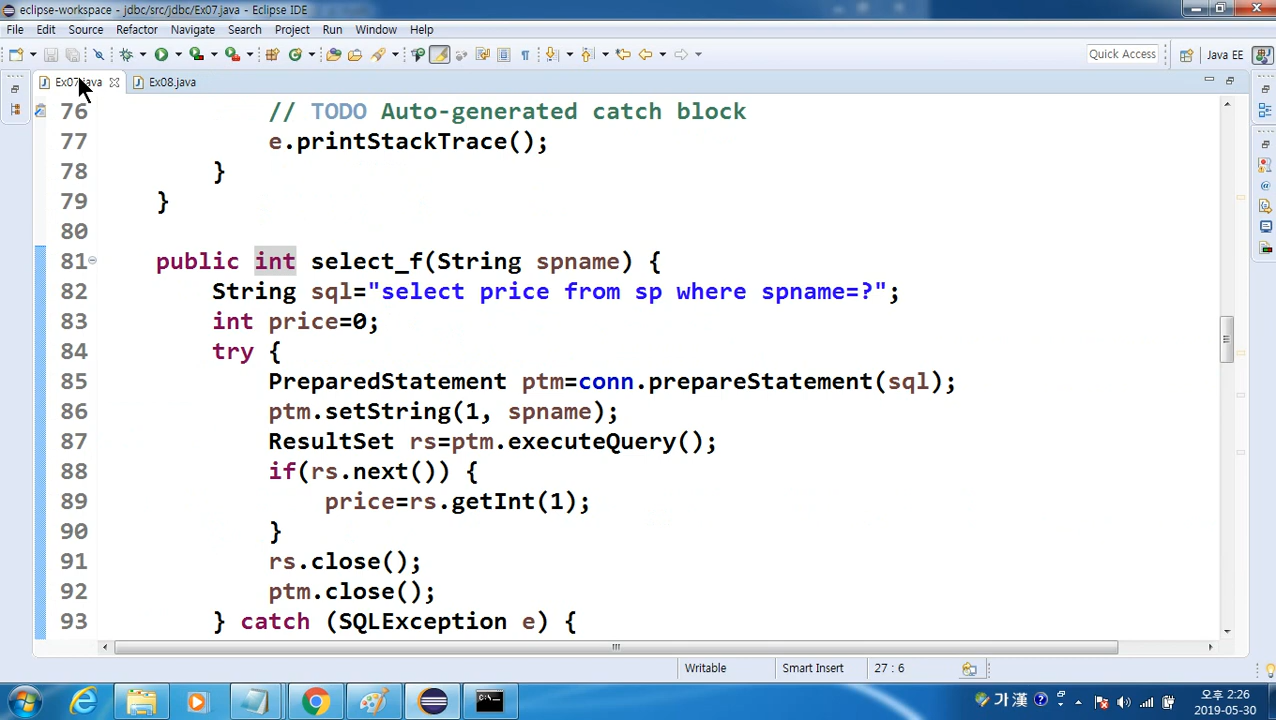 eclipse-workspace - jdbc/src/jdbc/Ex07.java - Eclipse IDE
File Edit Source Refactor Navigate Search Project Run Window Help
Quick Access Java EE
Ex07.java Ex08.java
76 // TODO Auto-generated catch block
77 e.printStackTrace();
78 }
79 }
80
81 public int select_f(String spname) {
82 String sql="select price from sp where spname=?";
83 int price=0;
84 try {
85 PreparedStatement ptm=conn.prepareStatement(sql);
86 ptm.setString(1, spname);
87 ResultSet rs=ptm.executeQuery();
88 if(rs.next()) {
89 price=rs.getInt(1);
90 }
91 rs.close();
92 ptm.close();
93 } catch (SQLException e) {
Writable Smart Insert 27 : 6
가 漢
오후 2:26
2019-05-30